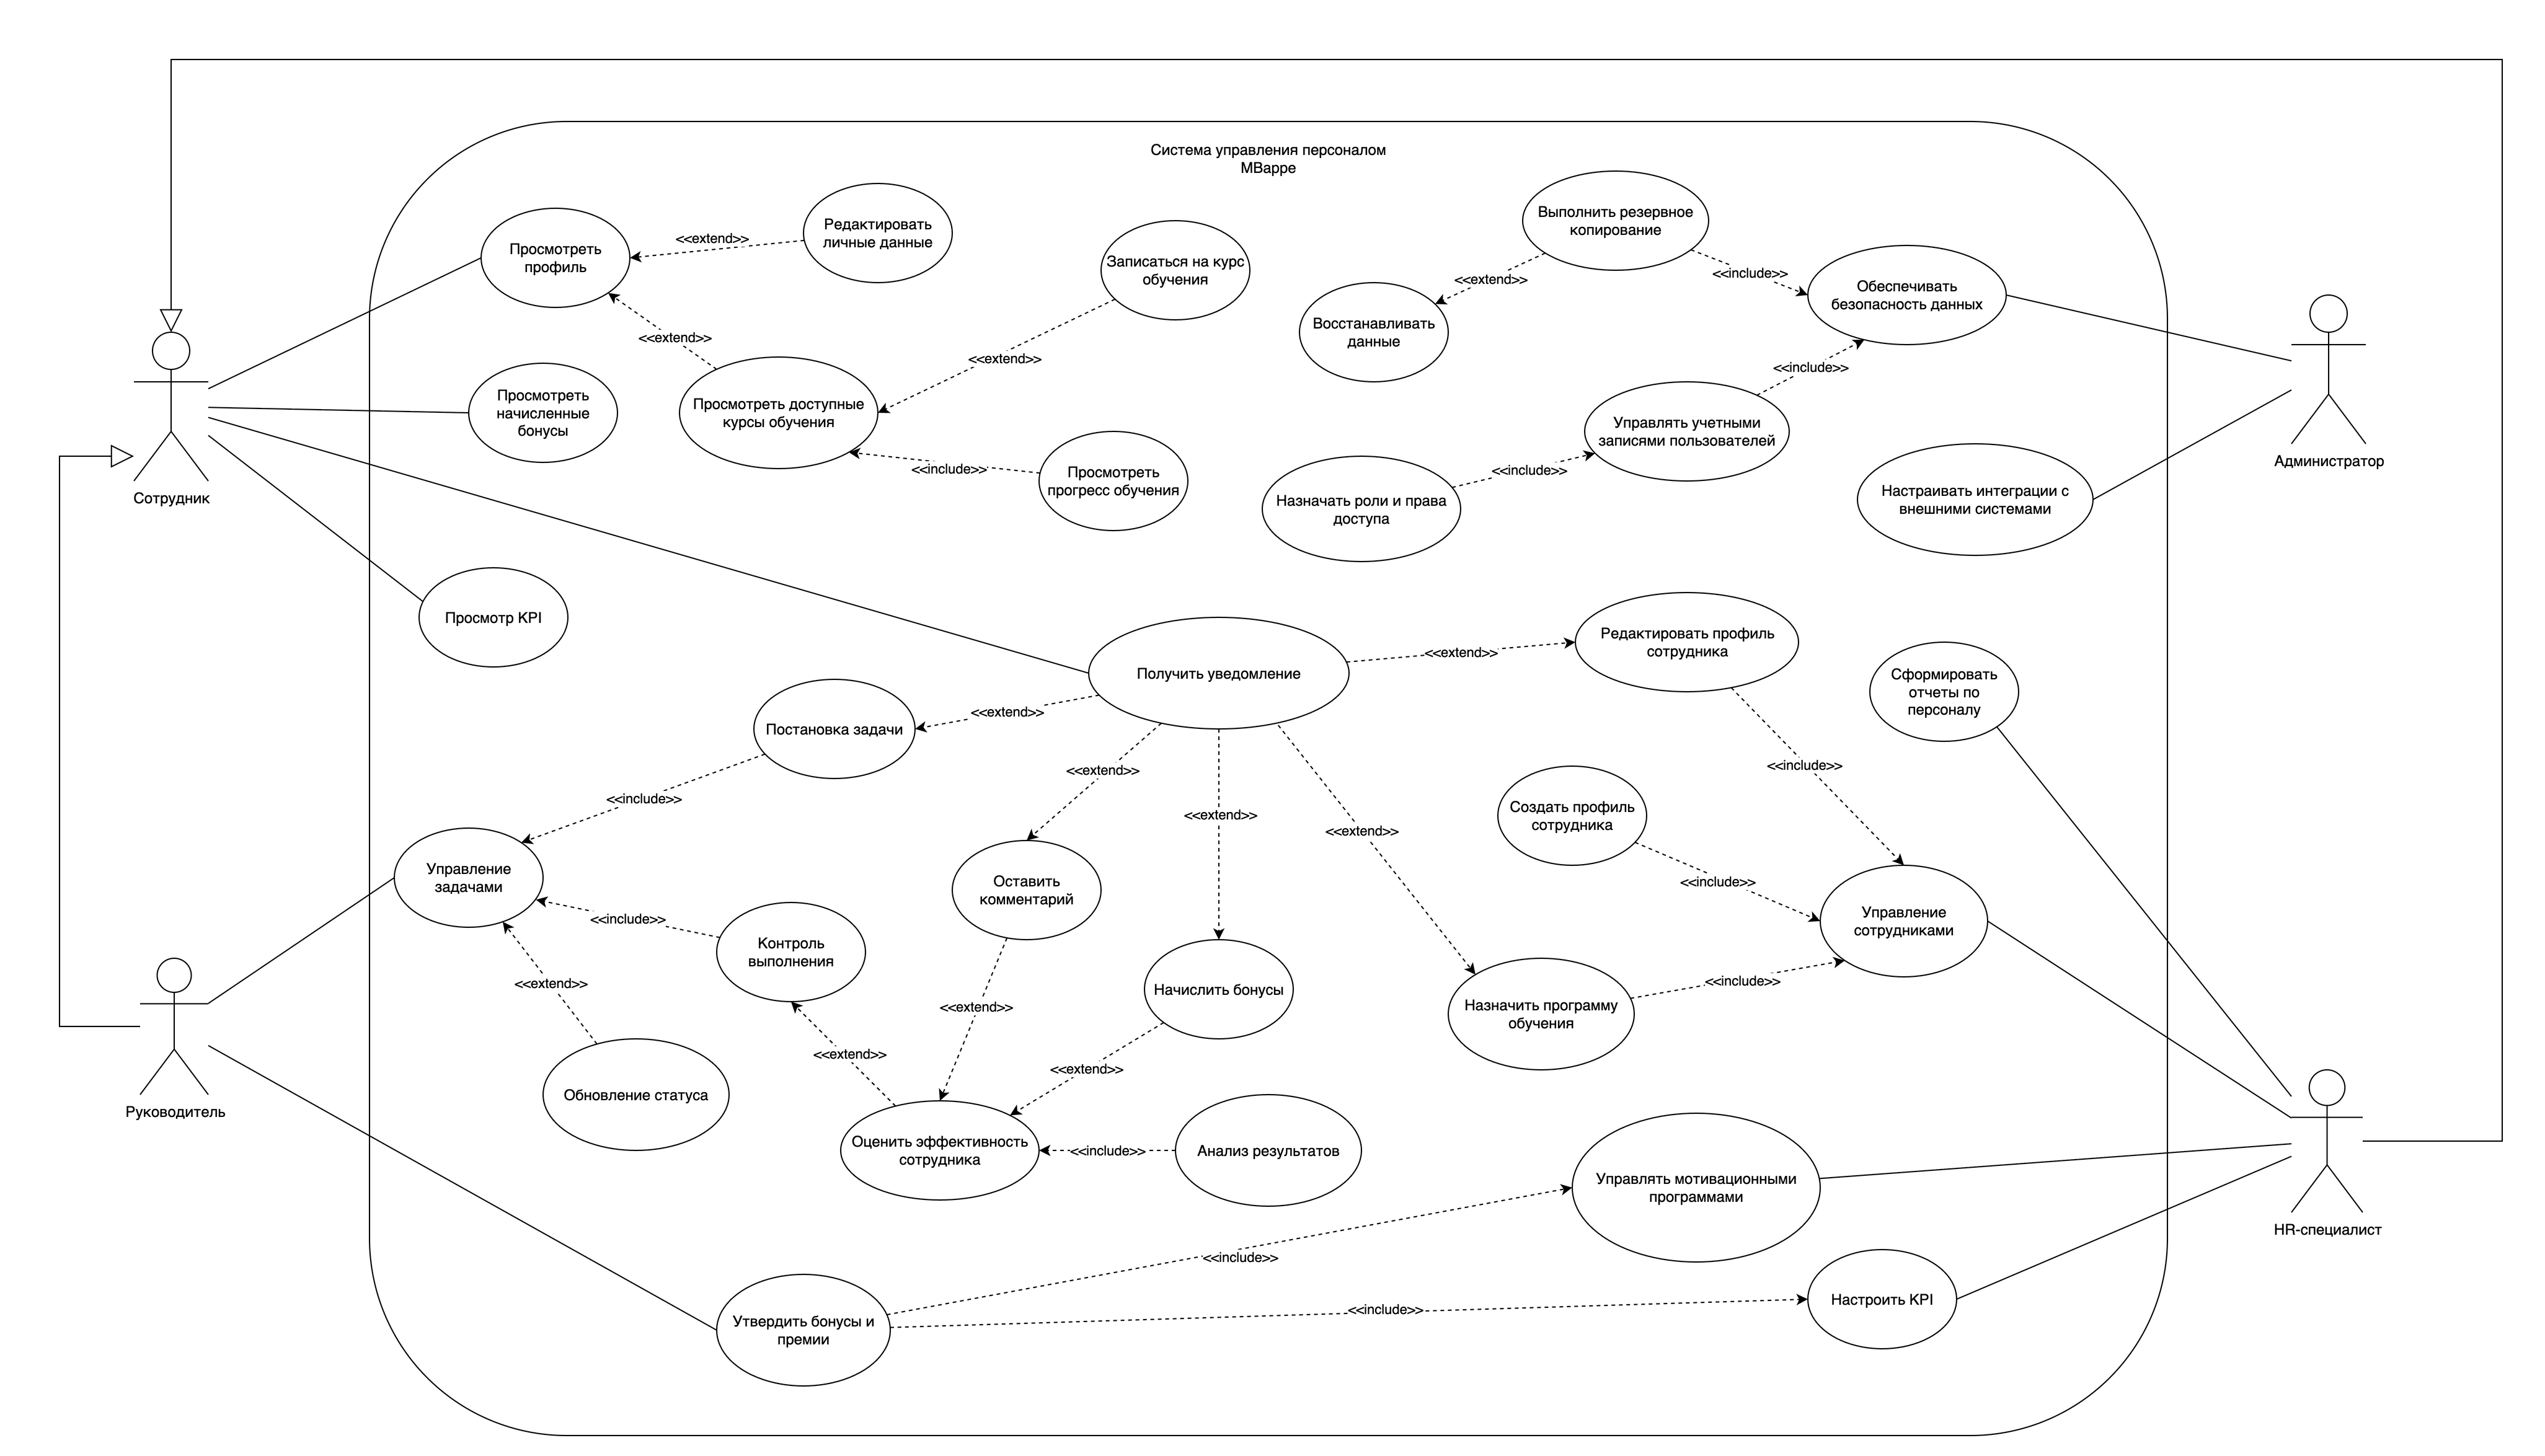 Система управления персоналом
MBappe
Просмотреть
профиль
<<extend>>
Редактировать
личные данные
<<extend>>
Записаться на курс
обучения
<<extend>>
Просмотреть доступные
курсы обучения
<<include>>
Просмотреть
прогресс обучения
Просмотреть
начисленные
бонусы
Сотрудник
Просмотр KPI
Выполнить резервное
копирование
<<extend>>
<<include>>
Восстанавливать
данные
Обеспечивать
безопасность данных
<<include>>
Управлять учетными
записями пользователей
<<include>>
Назначать роли и права
доступа
Настраивать интеграции с
внешними системами
Администратор
Получить уведомление
<<extend>>
Редактировать профиль
сотрудника
Сформировать
отчеты по
персоналу
<<extend>>
Постановка задачи
<<include>>
<<extend>>
<<extend>>
<<extend>>
<<include>>
Создать профиль
сотрудника
<<include>>
Управление
сотрудниками
Управление
задачами
<<include>>
Контроль
выполнения
Оставить
комментарий
<<extend>>
Обновление статуса
<<extend>>
<<extend>>
Начислить бонусы
<<extend>>
Назначить программу
обучения
<<include>>
Оценить эффективность
сотрудника
<<include>>
Анализ результатов
Руководитель
Управлять мотивационными
программами
HR-специалист
<<include>>
<<include>>
Настроить KPI
Утвердить бонусы и
премии